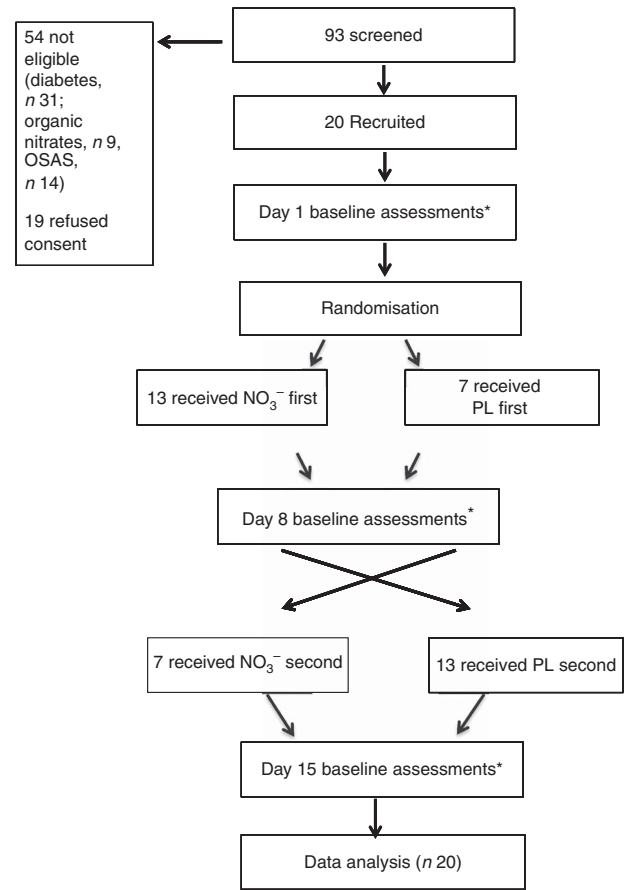 93 screened
54 not
eligible
(diabetes,
n 31;
organic
nitrates, n 9,
OSAS,
n 14)
19 refused
consent
20 Recruited
Day 1 baseline assessments*
Randomisation
13 received NO₃⁻ first
7 received
PL first
Day 8 baseline assessments*
7 received NO₃⁻ second
13 received PL second
Day 15 baseline assessments*
Data analysis (n 20)